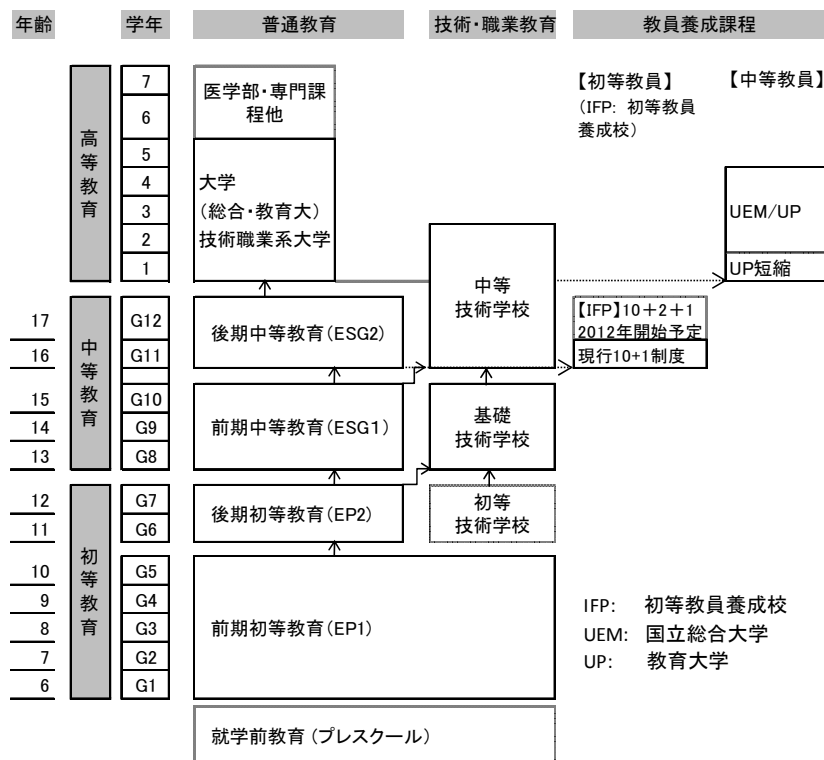 年齢 学年 普通教育 技術・職業教育 教員養成課程
高等教育
7
6
5
4
3
2
1
医学部・専門課
程他
大学
(総合・教育大)
技術職業系大学
【初等教員】
(IFP: 初等教員
養成校)
【中等教員】
UEM/UP
UP短縮
中等
技術学校
中等教育
17 G12
16 G11
後期中等教育(ESG2)
【IFP】10+2+1
2012年開始予定
現行10+1制度
15 G10
14 G9
13 G8
前期中等教育(ESG1)
基礎
技術学校
初等教育
12 G7
11 G6
後期初等教育(EP2)
初等
技術学校
10 G5
9 G4
8 G3
7 G2
6 G1
前期初等教育(EP1)
IFP: 初等教員養成校
UEM: 国立総合大学
UP: 教育大学
就学前教育(プレスクール)